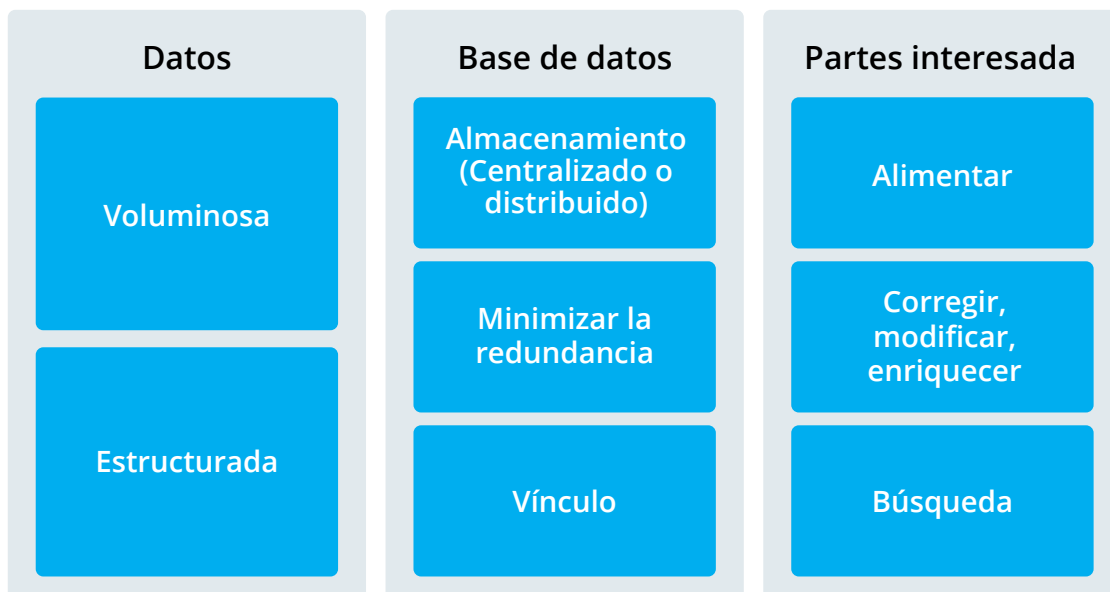 Datos
Voluminosa
Estructurada
Base de datos
Almacenamiento
(Centralizado o
distribuido)
Minimizar la
redundancia
Vínculo
Partes interesada
Alimentar
Corregir,
modificar,
enriquecer
Búsqueda